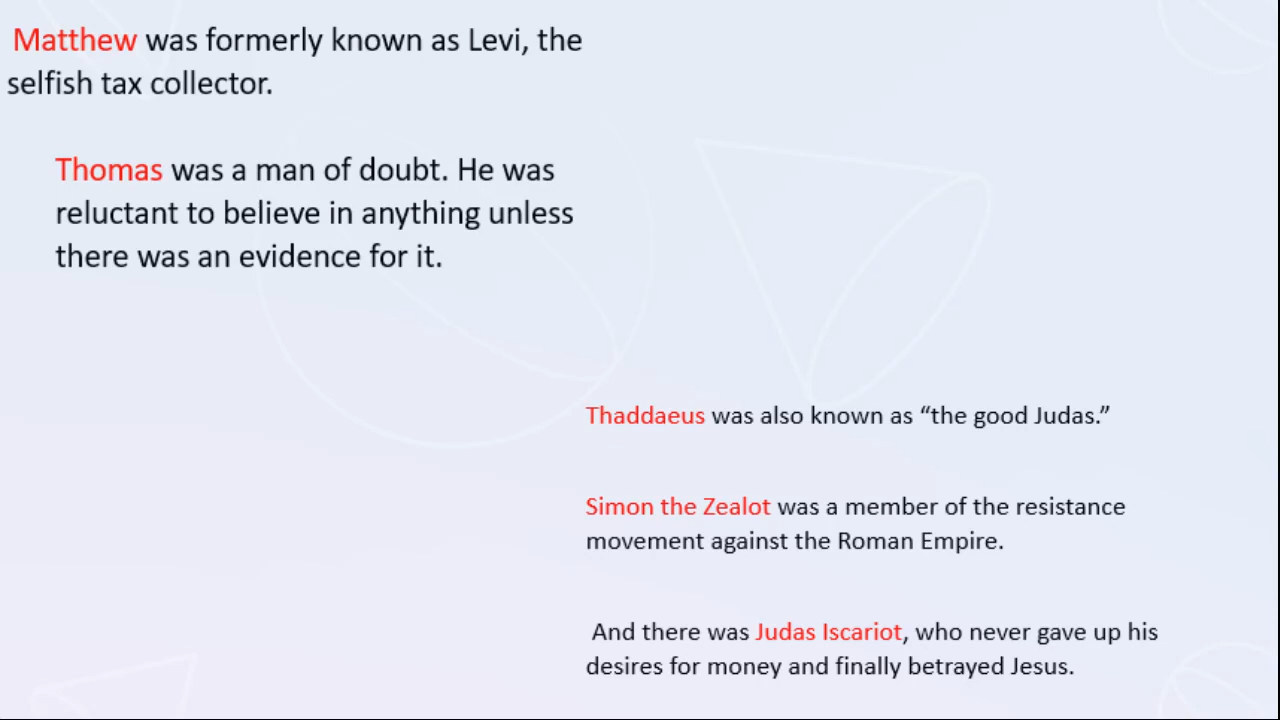 Matthew was formerly known as Levi, the
selfish tax collector.
Thomas was a man of doubt. He was
reluctant to believe in anything unless
there was an evidence for it.
Thaddaeus was also known as “the good Judas.”
Simon the Zealot was a member of the resistance
movement against the Roman Empire.
And there was Judas Iscariot, who never gave up his
desires for money and finally betrayed Jesus.